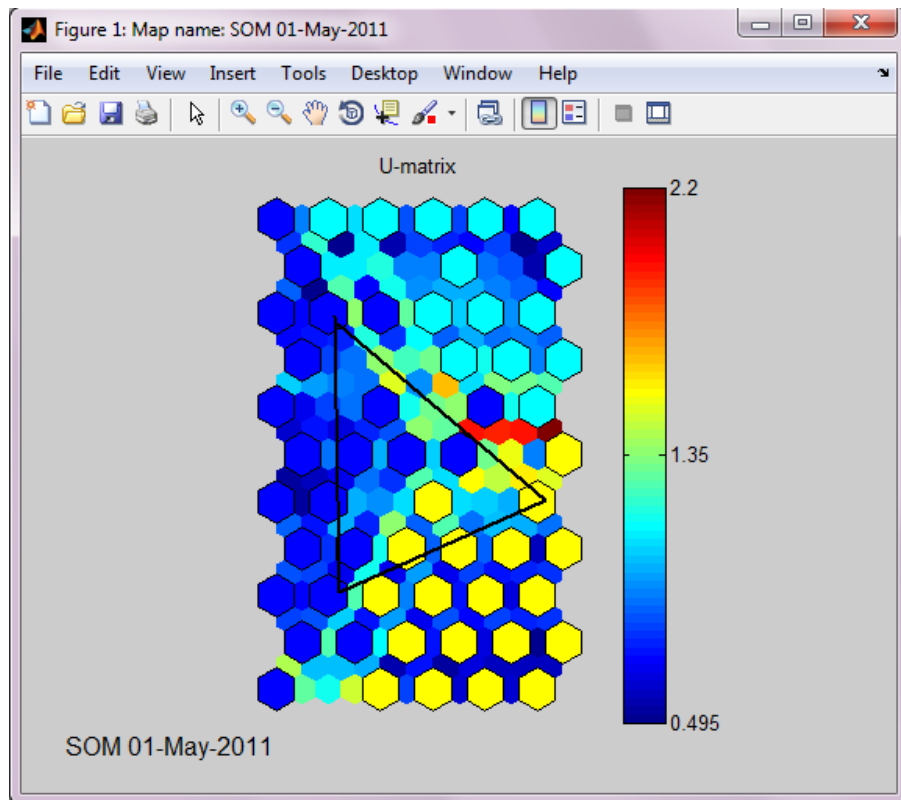 Figure 1: Map name: SOM 01-May-2011
File Edit View Insert Tools Desktop Window Help
U-matrix
2.2
1.35
0.495
SOM 01-May-2011